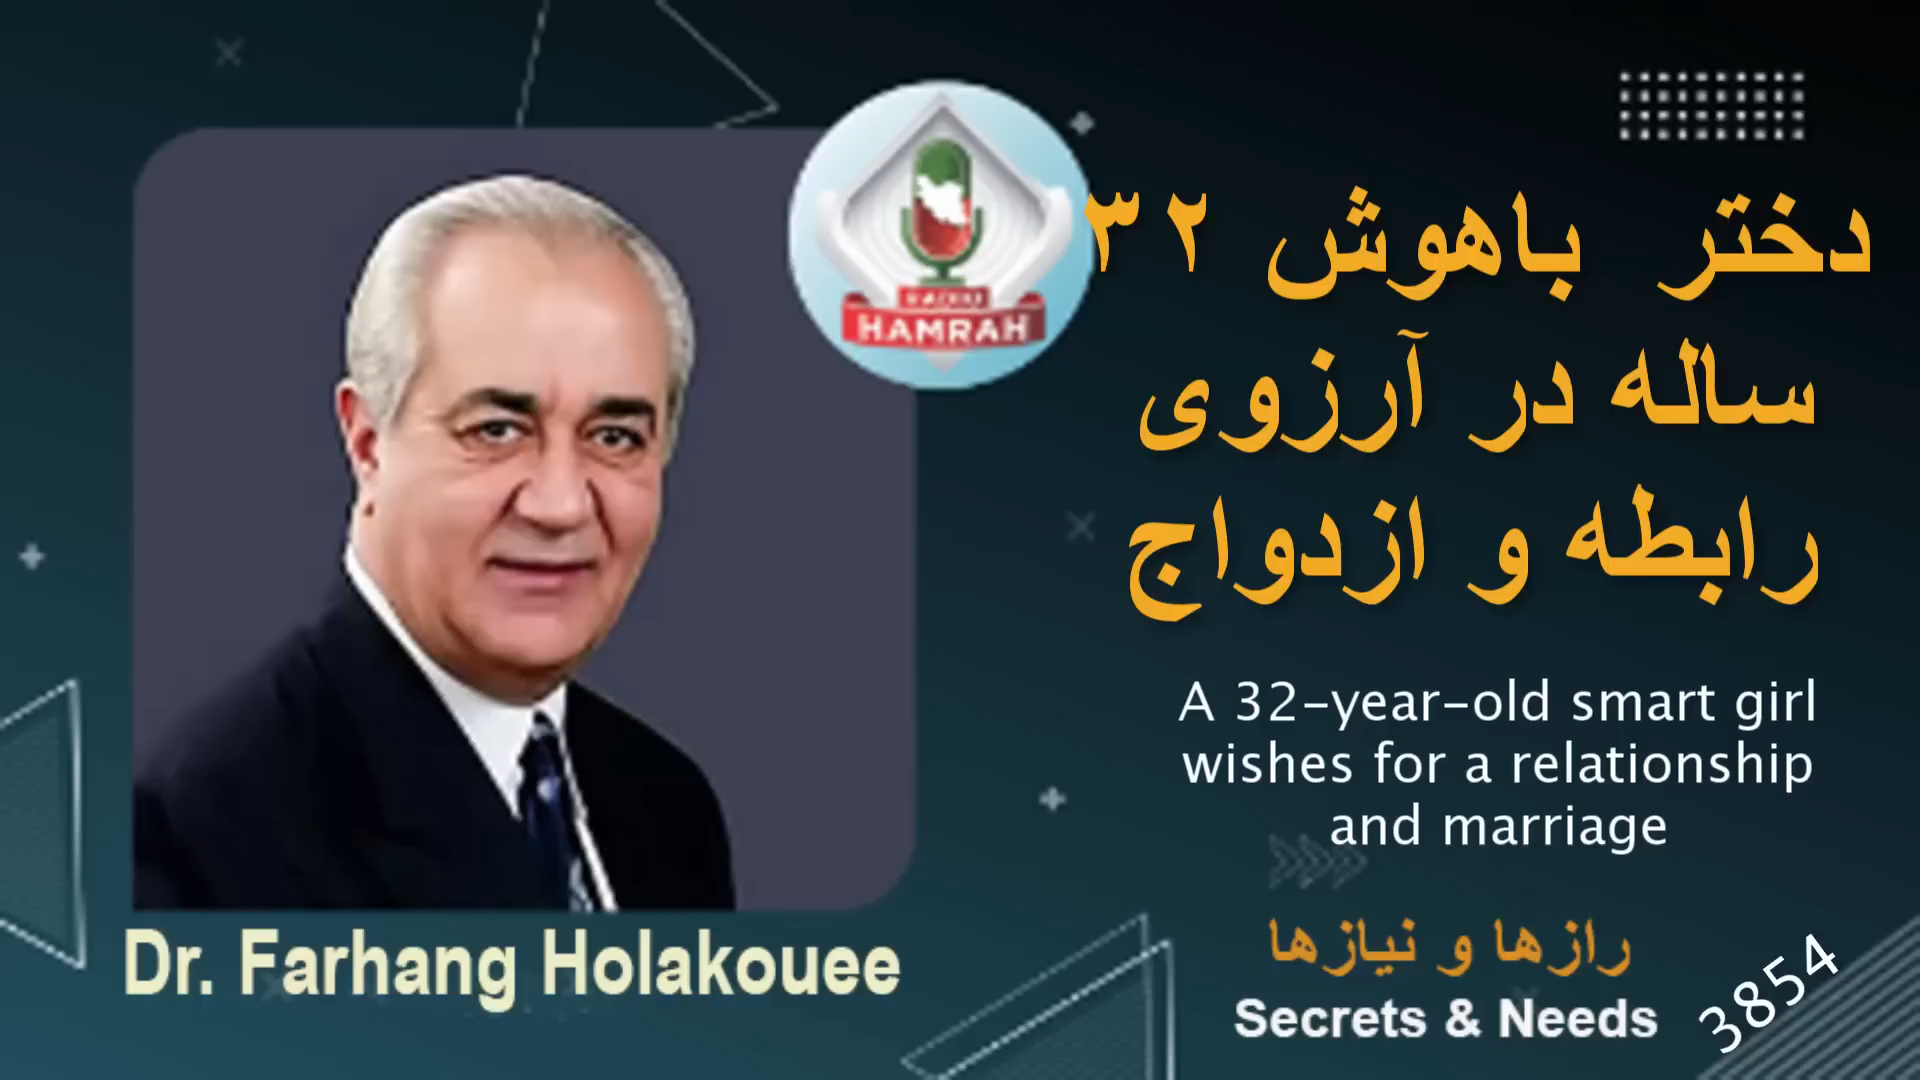 RADIO
HAMRAH
دختر باهوش ۳۲
ساله در آرزوی
رابطه و ازدواج
A 32-year-old smart girl
wishes for a relationship
and marriage
رازها و نیازها
Secrets & Needs
3854
Dr. Farhang Holakouee